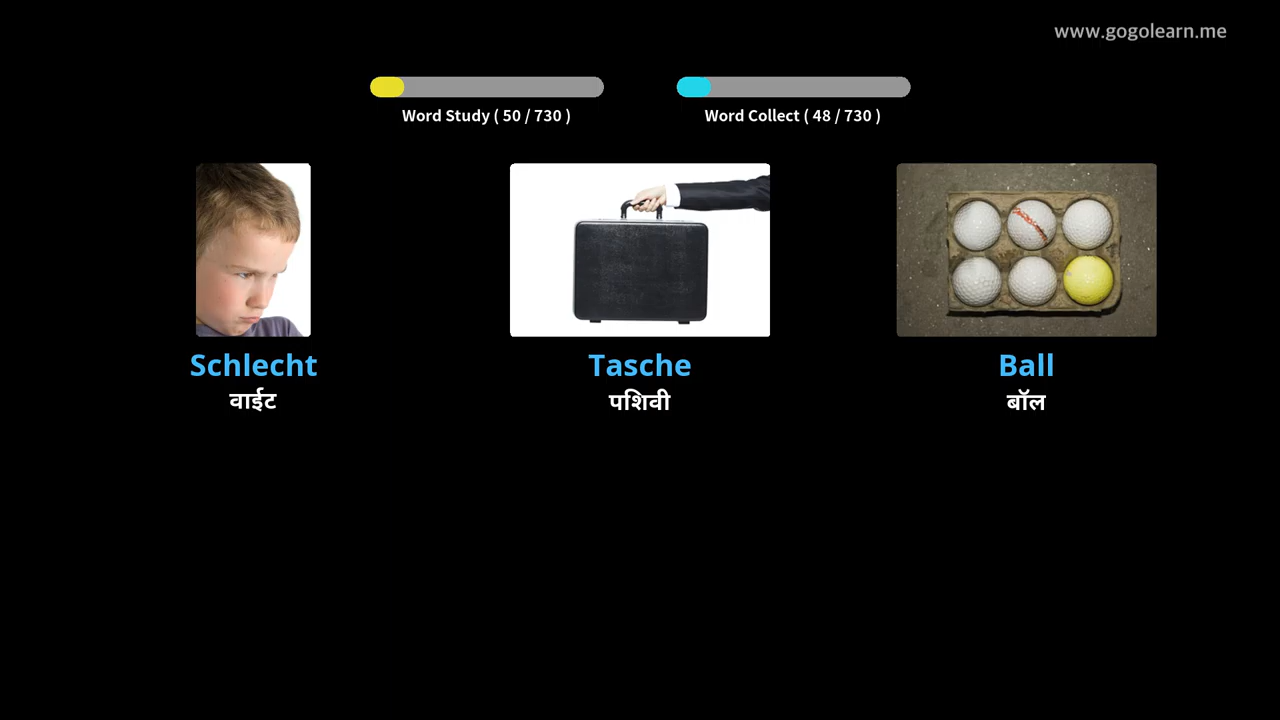 www.gogolearn.me
Word Study ( 50 / 730 )
Word Collect ( 48 / 730 )
Schlecht
Tasche
Ball
वाईट
पिशवी
बॉल